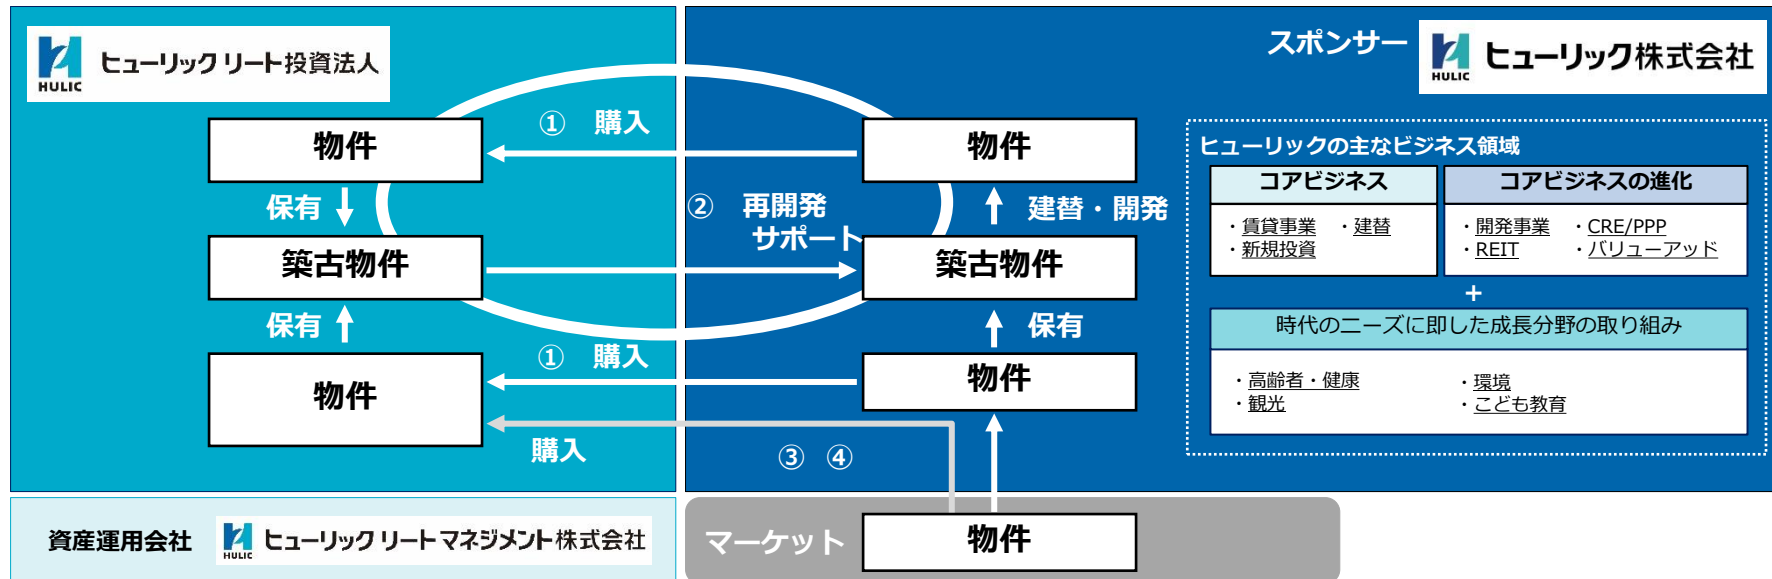 HULIC
ヒューリック リート投資法人
スポンサー
HULIC
ヒューリック株式会社
① 購入
物件
物件
保有
② 再開発
サポート
建替・開発
築古物件
築古物件
保有
保有
① 購入
物件
物件
購入
③ ④
ヒューリックの主なビジネス領域
コアビジネス
・賃貸事業 ・建替
・新規投資
コアビジネスの進化
・開発事業 ・CRE/PPP
・REIT ・バリューアッド
+
時代のニーズに即した成長分野の取り組み
・高齢者・健康 ・環境
・観光 ・こども教育
資産運用会社
HULIC
ヒューリック リート マネジメント株式会社
マーケット
物件